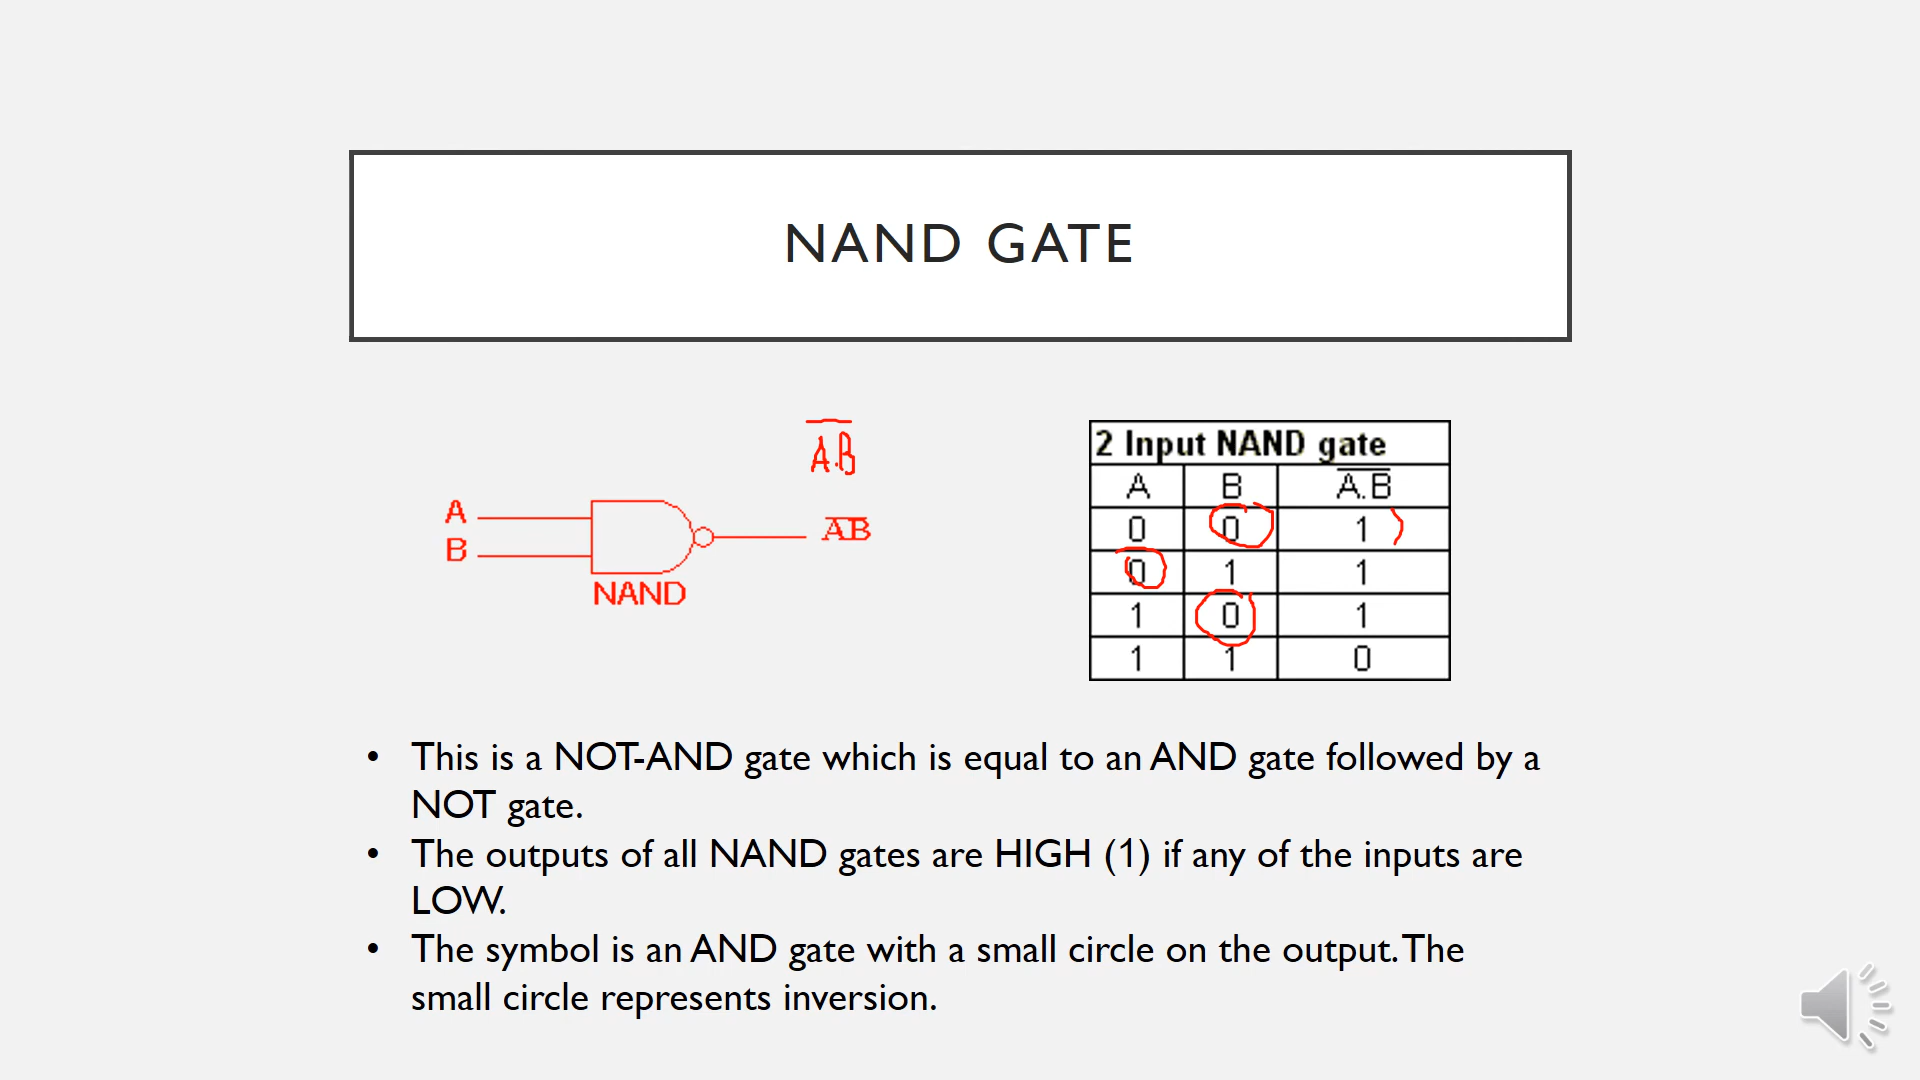 NAND GATE
A̅.̅B̅
A
B
A̅B̅
NAND
2 Input NAND gate
A B A̅.̅B̅
0 0 1
0 1 1
1 0 1
1 1 0
• This is a NOT-AND gate which is equal to an AND gate followed by a
NOT gate.
• The outputs of all NAND gates are HIGH (1) if any of the inputs are
LOW.
• The symbol is an AND gate with a small circle on the output. The
small circle represents inversion.